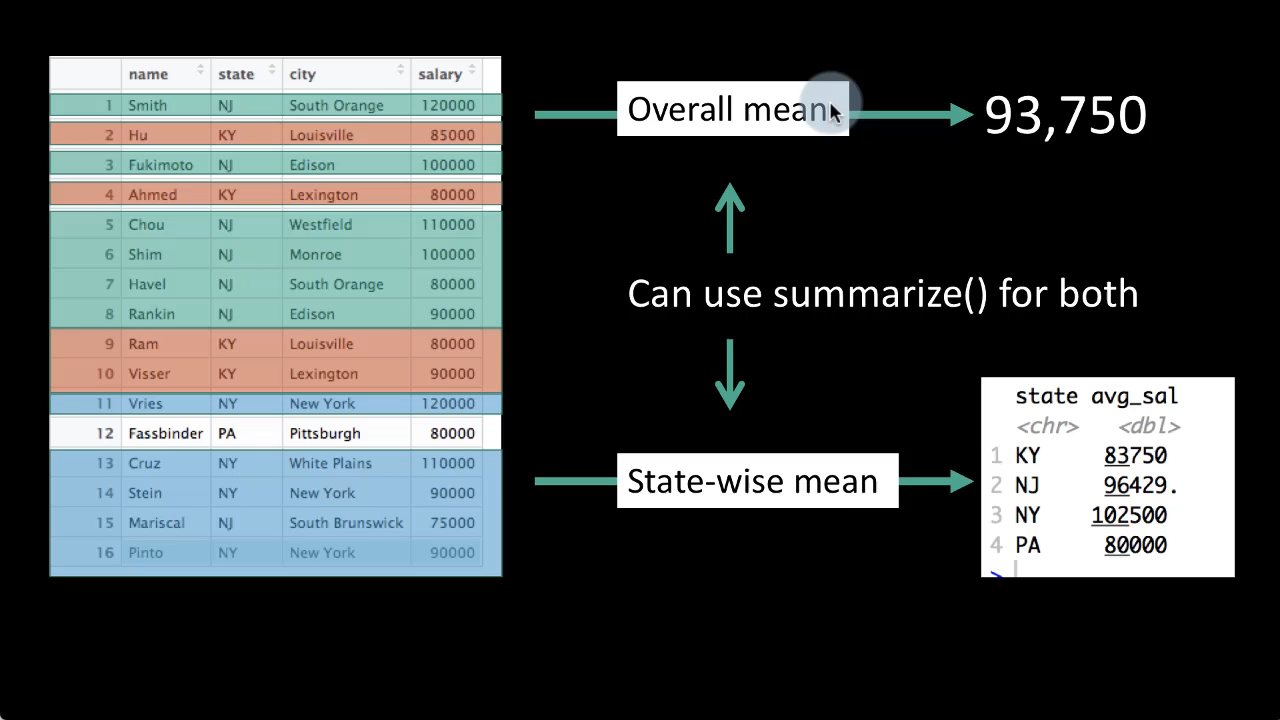 name state city salary
1 Smith NJ South Orange 120000
2 Hu KY Louisville 85000
3 Fukimoto NJ Edison 100000
4 Ahmed KY Lexington 80000
5 Chou NJ Westfield 110000
6 Shim NJ Monroe 100000
7 Havel NJ South Orange 80000
8 Rankin NJ Edison 90000
9 Ram KY Louisville 80000
10 Visser KY Lexington 90000
11 Vries NY New York 120000
12 Fassbinder PA Pittsburgh 80000
13 Cruz NY White Plains 110000
14 Stein NY New York 90000
15 Mariscal NJ South Brunswick 75000
16 Pinto NY New York 90000
Overall mean
93,750
Can use summarize() for both
State-wise mean
state avg_sal
<chr> <dbl>
1 KY 83750
2 NJ 96429.
3 NY 102500
4 PA 80000
>